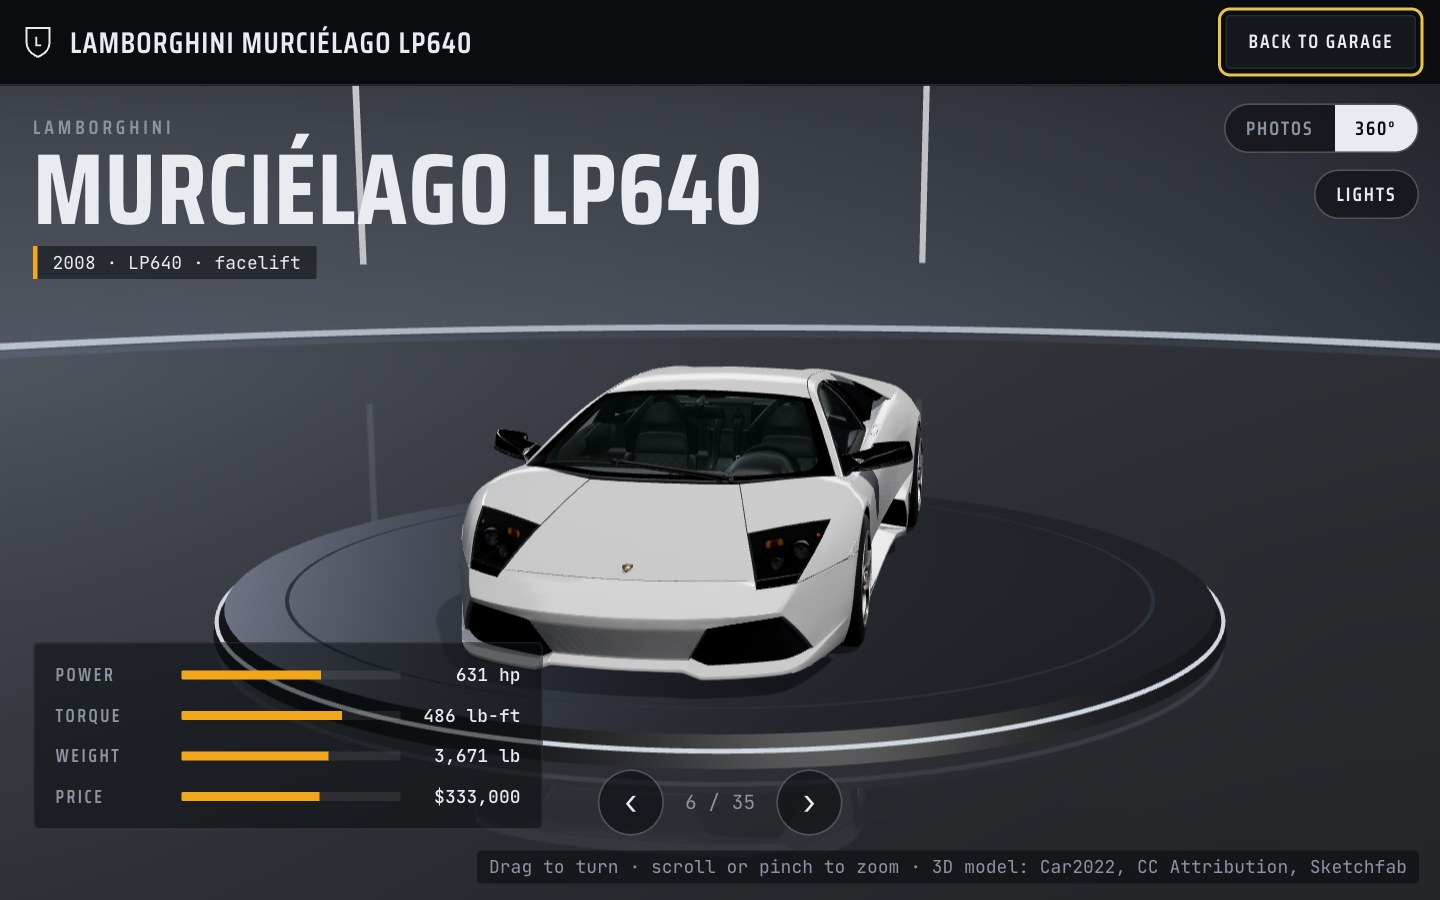 L
LAMBORGHINI MURCIÉLAGO LP640
BACK TO GARAGE
LAMBORGHINI
MURCIÉLAGO LP640
2008 · LP640 · facelift
PHOTOS 360°
LIGHTS
POWER 631 hp
TORQUE 486 lb-ft
WEIGHT 3,671 lb
PRICE $333,000
‹ 6 / 35 ›
Drag to turn · scroll or pinch to zoom · 3D model: Car2022, CC Attribution, Sketchfab